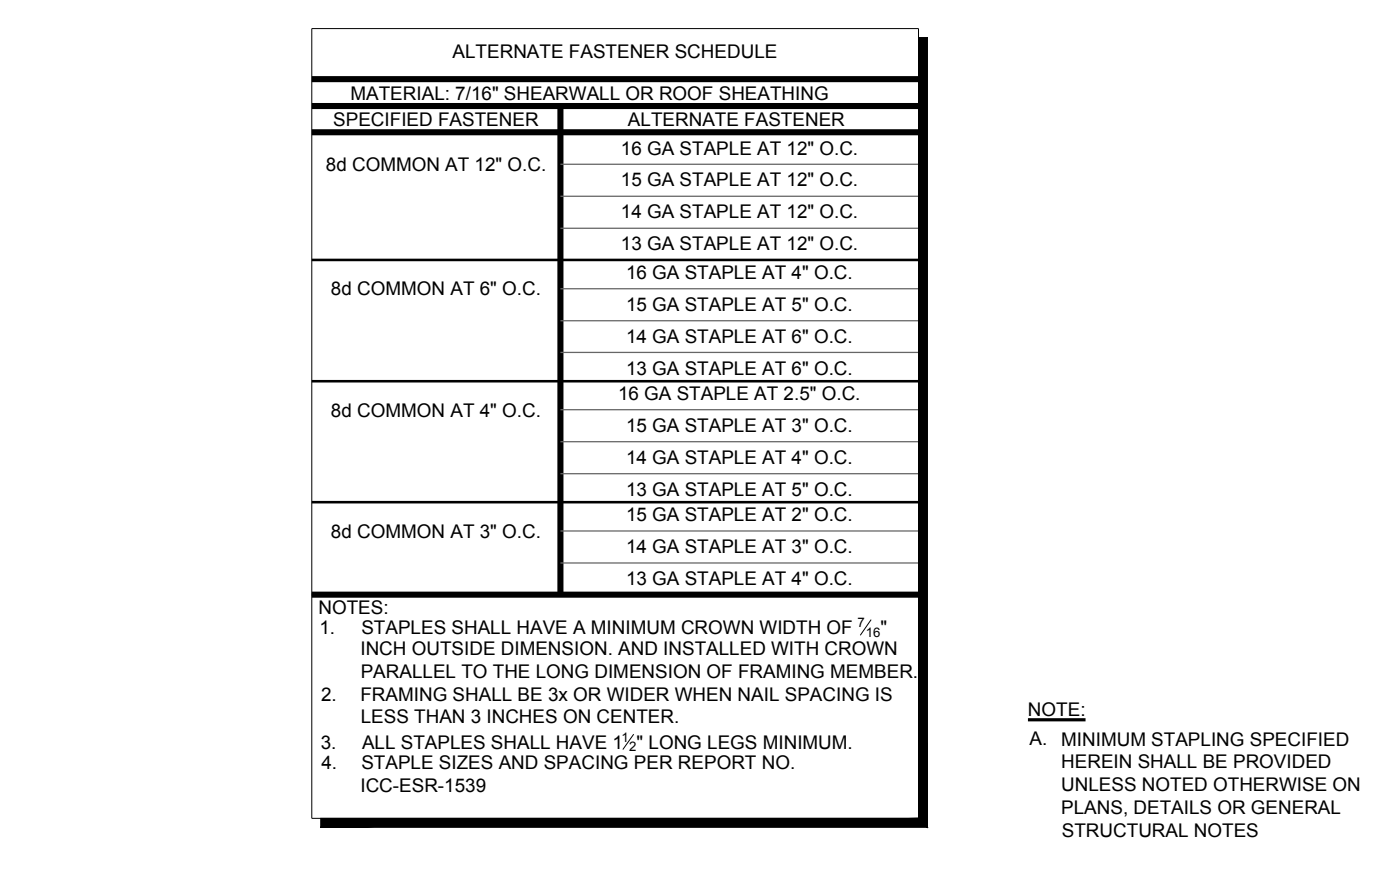 ALTERNATE FASTENER SCHEDULE
MATERIAL: 7/16" SHEARWALL OR ROOF SHEATHING
SPECIFIED FASTENER
ALTERNATE FASTENER
8d COMMON AT 12" O.C.
16 GA STAPLE AT 12" O.C.
15 GA STAPLE AT 12" O.C.
14 GA STAPLE AT 12" O.C.
13 GA STAPLE AT 12" O.C.
8d COMMON AT 6" O.C.
16 GA STAPLE AT 4" O.C.
15 GA STAPLE AT 5" O.C.
14 GA STAPLE AT 6" O.C.
13 GA STAPLE AT 6" O.C.
8d COMMON AT 4" O.C.
16 GA STAPLE AT 2.5" O.C.
15 GA STAPLE AT 3" O.C.
14 GA STAPLE AT 4" O.C.
13 GA STAPLE AT 5" O.C.
8d COMMON AT 3" O.C.
15 GA STAPLE AT 2" O.C.
14 GA STAPLE AT 3" O.C.
13 GA STAPLE AT 4" O.C.
NOTES:
1. STAPLES SHALL HAVE A MINIMUM CROWN WIDTH OF 7/16"
INCH OUTSIDE DIMENSION. AND INSTALLED WITH CROWN
PARALLEL TO THE LONG DIMENSION OF FRAMING MEMBER.
2. FRAMING SHALL BE 3x OR WIDER WHEN NAIL SPACING IS
LESS THAN 3 INCHES ON CENTER.
3. ALL STAPLES SHALL HAVE 1½" LONG LEGS MINIMUM.
4. STAPLE SIZES AND SPACING PER REPORT NO.
ICC-ESR-1539
NOTE:
A. MINIMUM STAPLING SPECIFIED
HEREIN SHALL BE PROVIDED
UNLESS NOTED OTHERWISE ON
PLANS, DETAILS OR GENERAL
STRUCTURAL NOTES